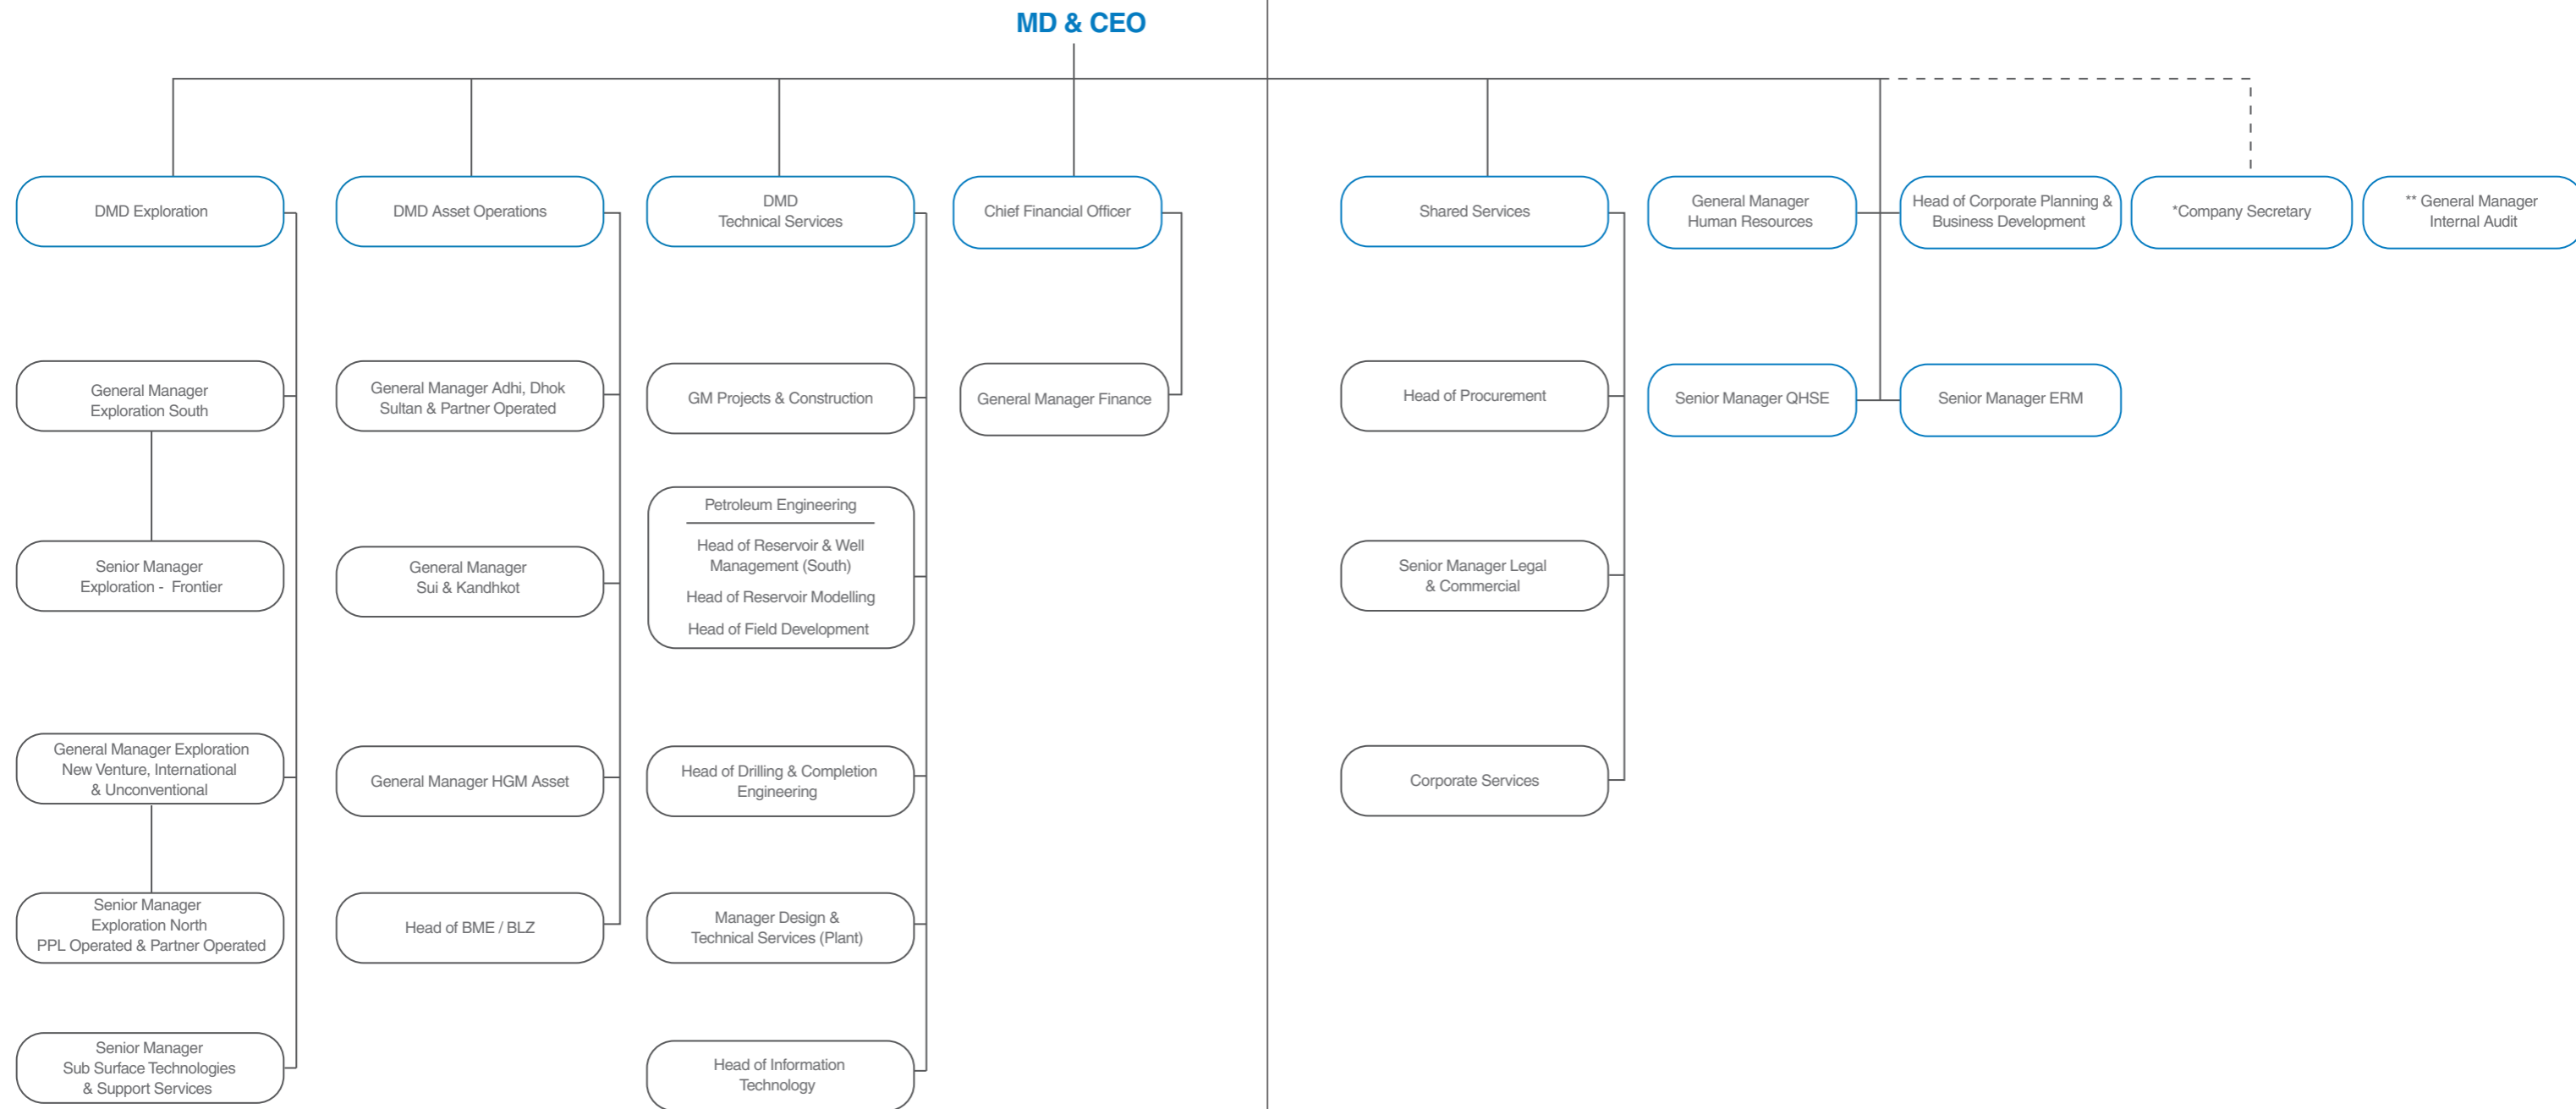 MD & CEO
DMD Exploration
DMD Asset Operations
DMD
Technical Services
Chief Financial Officer
Shared Services
General Manager
Human Resources
Head of Corporate Planning &
Business Development
*Company Secretary
** General Manager
Internal Audit
General Manager
Exploration South
General Manager Adhi, Dhok
Sultan & Partner Operated
GM Projects & Construction
General Manager Finance
Head of Procurement
Senior Manager QHSE
Senior Manager ERM
Petroleum Engineering
Head of Reservoir & Well
Management (South)
Head of Reservoir Modelling
Head of Field Development
Senior Manager
Exploration - Frontier
General Manager
Sui & Kandhkot
Senior Manager Legal
& Commercial
General Manager Exploration
New Venture, International
& Unconventional
General Manager HGM Asset
Head of Drilling & Completion
Engineering
Corporate Services
Senior Manager
Exploration North
PPL Operated & Partner Operated
Head of BME / BLZ
Manager Design &
Technical Services (Plant)
Senior Manager
Sub Surface Technologies
& Support Services
Head of Information
Technology